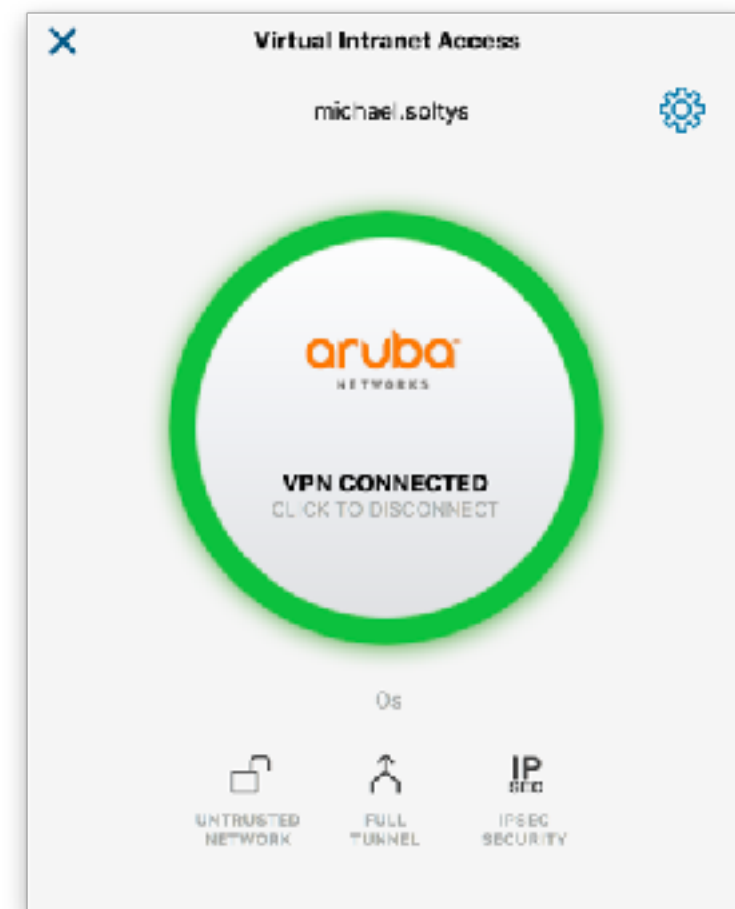 Virtual Intranet Access
michael.soltys
aruba
NETWORKS
VPN CONNECTED
CLICK TO DISCONNECT
0s
UNTRUSTED NETWORK
FULL TUNNEL
IPSEC SECURITY
IP
SEC